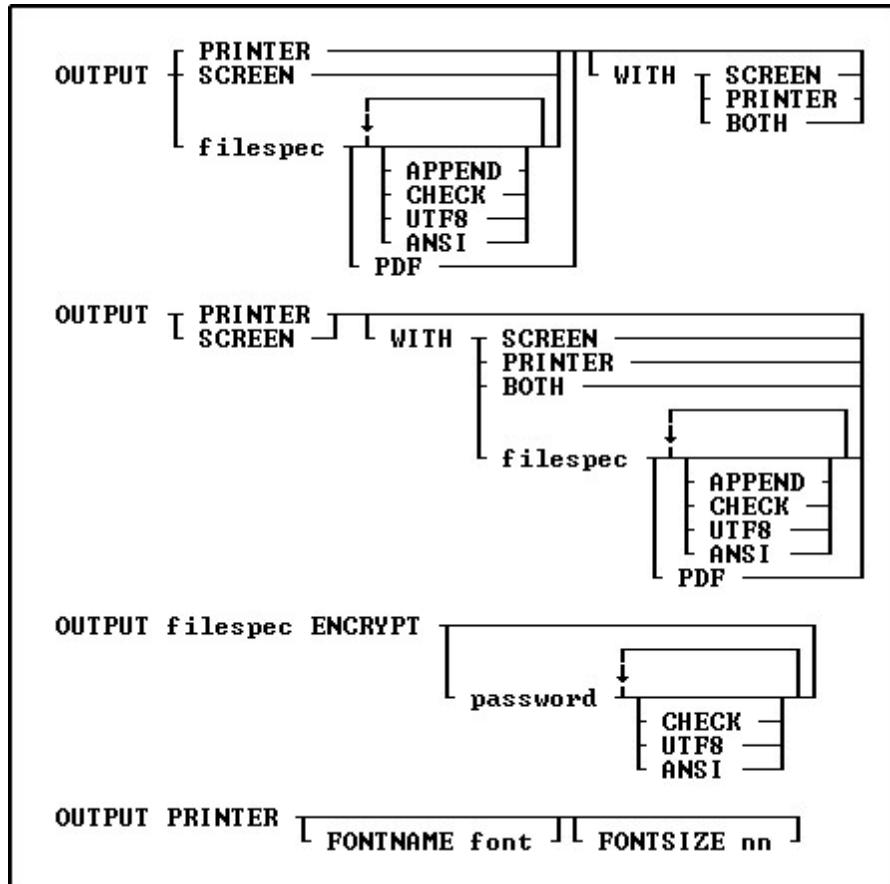 PRINTER
OUTPUT SCREEN WITH SCREEN
PRINTER
BOTH
filespec
APPEND
CHECK
UTF8
ANSI
PDF
OUTPUT PRINTER
SCREEN WITH SCREEN
PRINTER
BOTH
filespec
APPEND
CHECK
UTF8
ANSI
PDF
OUTPUT filespec ENCRYPT
password
CHECK
UTF8
ANSI
OUTPUT PRINTER
FONTNAME font FONTSIZE nn